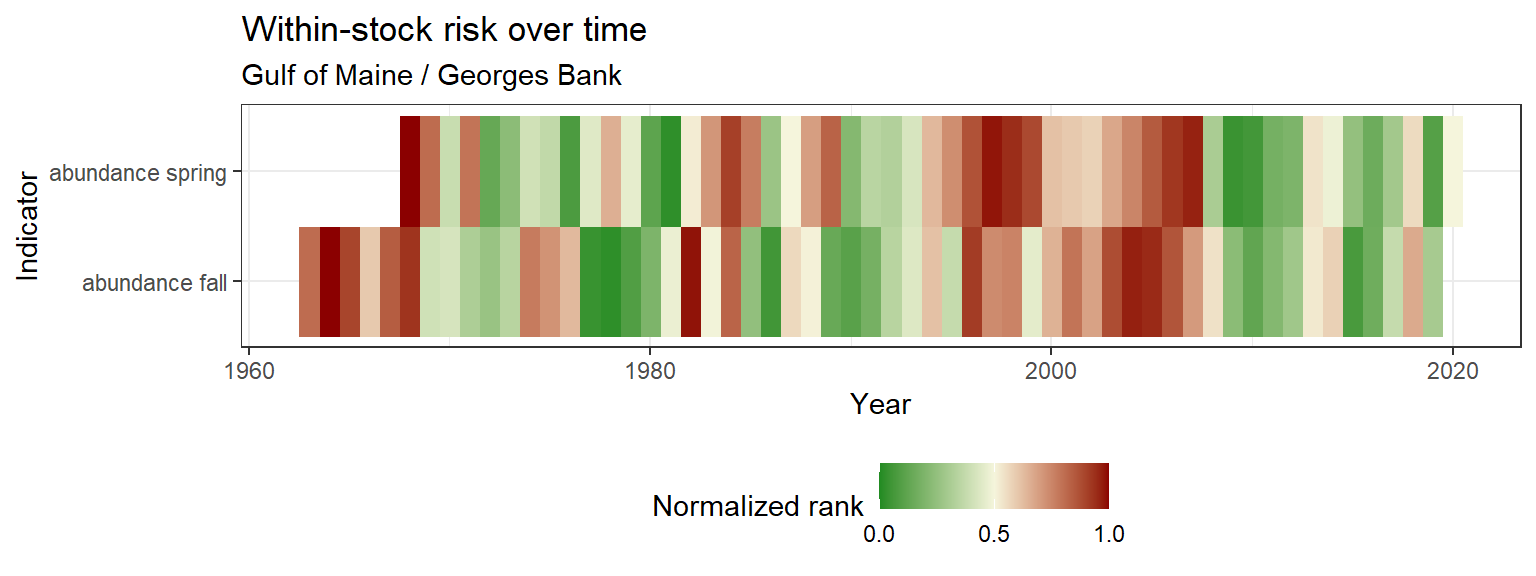 Within-stock risk over time
Gulf of Maine / Georges Bank
Indicator
abundance spring
abundance fall
1960 1980 2000 2020
Year
Normalized rank
0.0 0.5 1.0